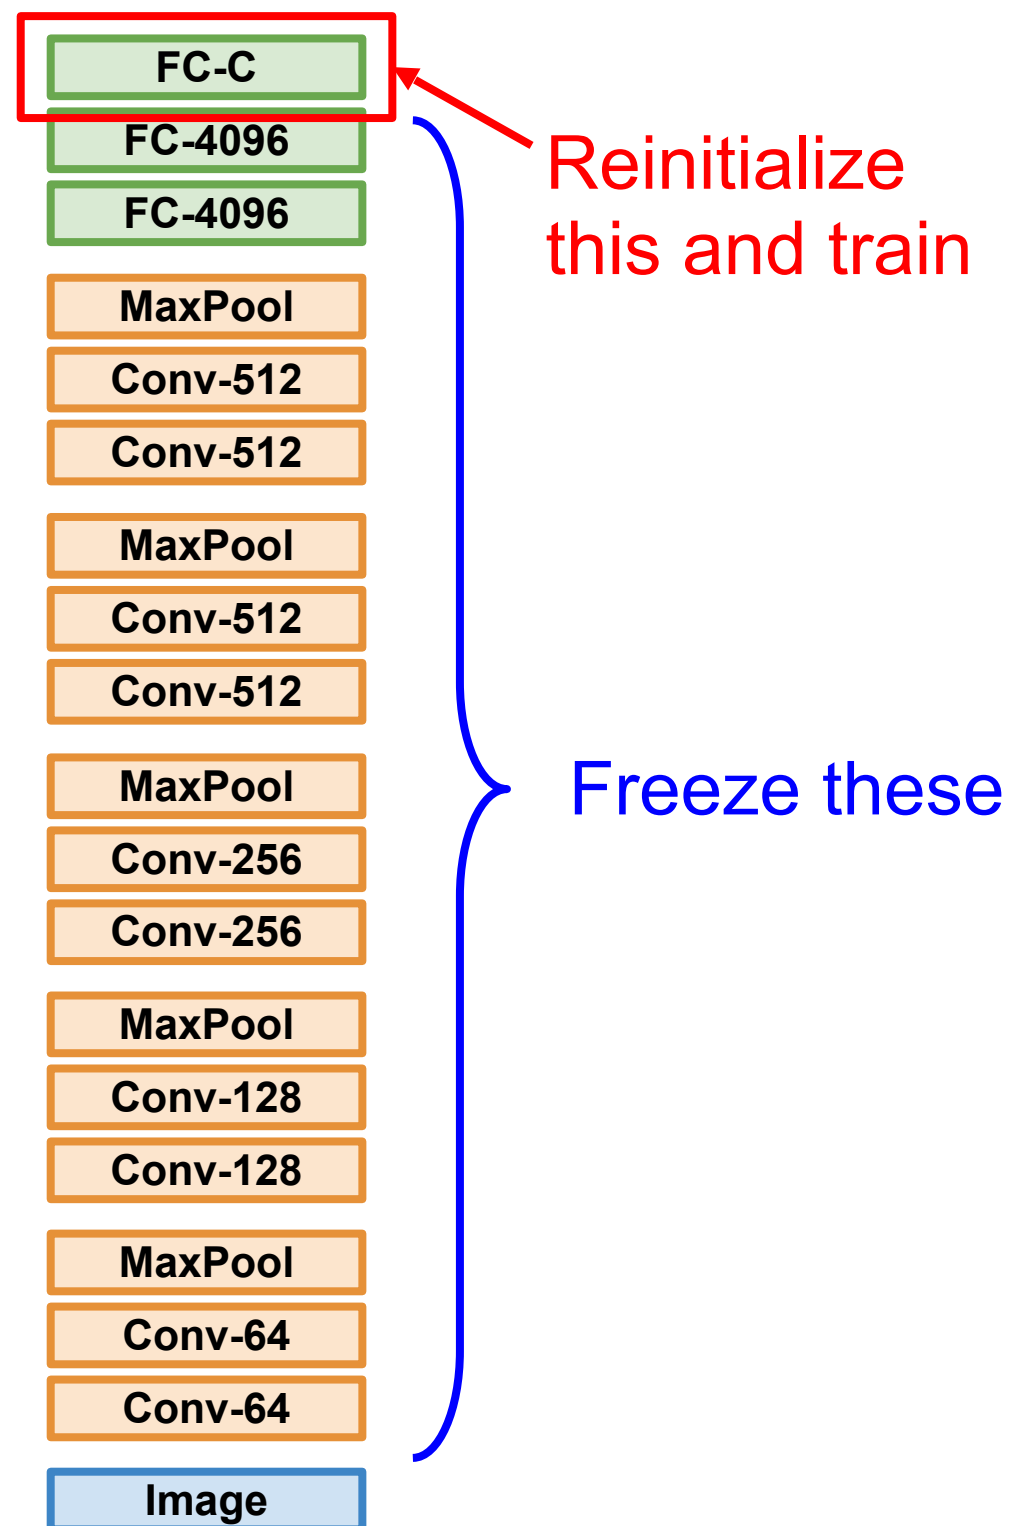 FC-C
FC-4096
FC-4096
Reinitialize
this and train
MaxPool
Conv-512
Conv-512
MaxPool
Conv-512
Conv-512
MaxPool
Conv-256
Conv-256
Freeze these
MaxPool
Conv-128
Conv-128
MaxPool
Conv-64
Conv-64
Image